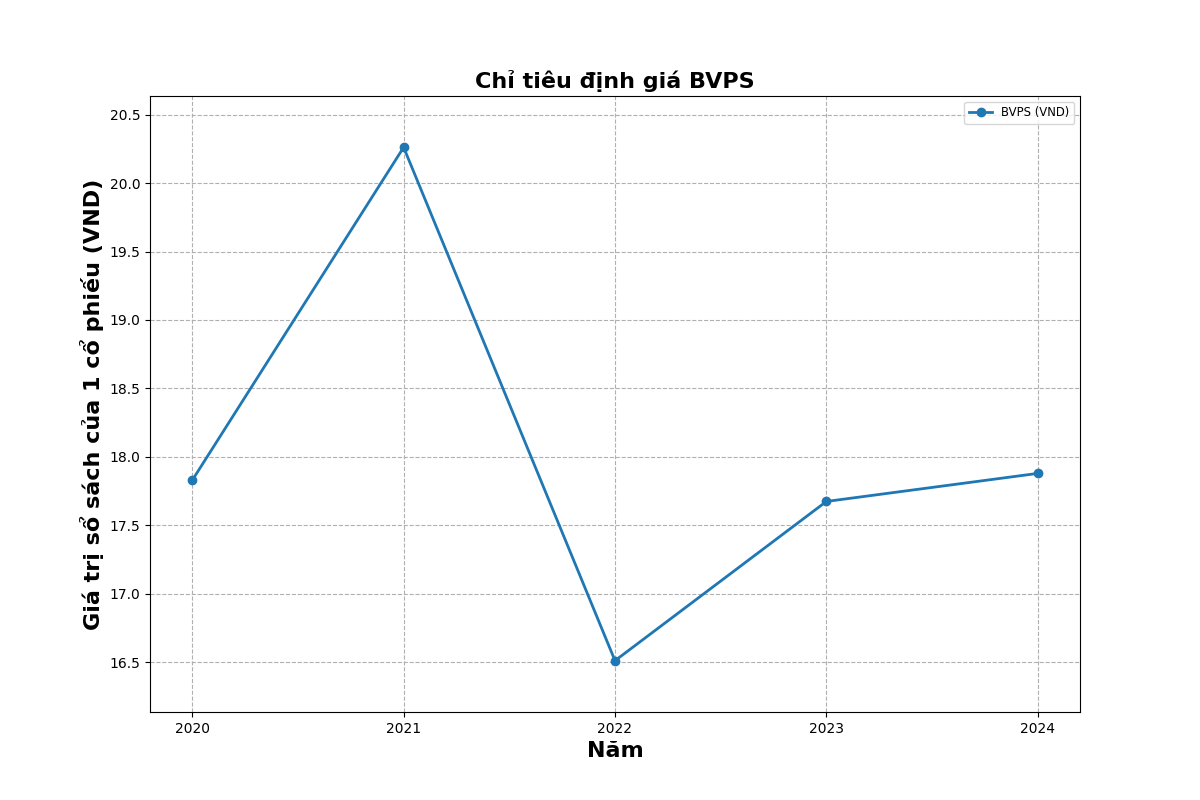 Chỉ tiêu định giá BVPS
BVPS (VND)
Giá trị sổ sách của 1 cổ phiếu (VND)
20.5
20.0
19.5
19.0
18.5
18.0
17.5
17.0
16.5
2020 2021 2022 2023 2024
Năm